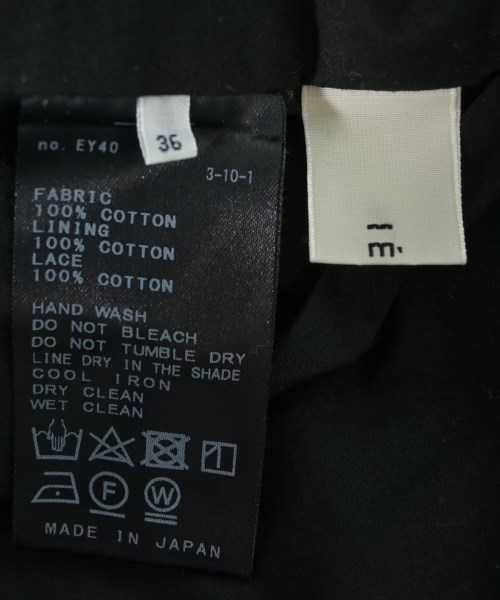 36
no. EY40
3-10-1
FABRIC
100% COTTON
LINING
100% COTTON
LACE
100% COTTON
HAND WASH
DO NOT BLEACH
DO NOT TUMBLE DRY
LINE DRY IN THE SHADE
COOL IRON
DRY CLEAN
WET CLEAN
F
W
MADE IN JAPAN